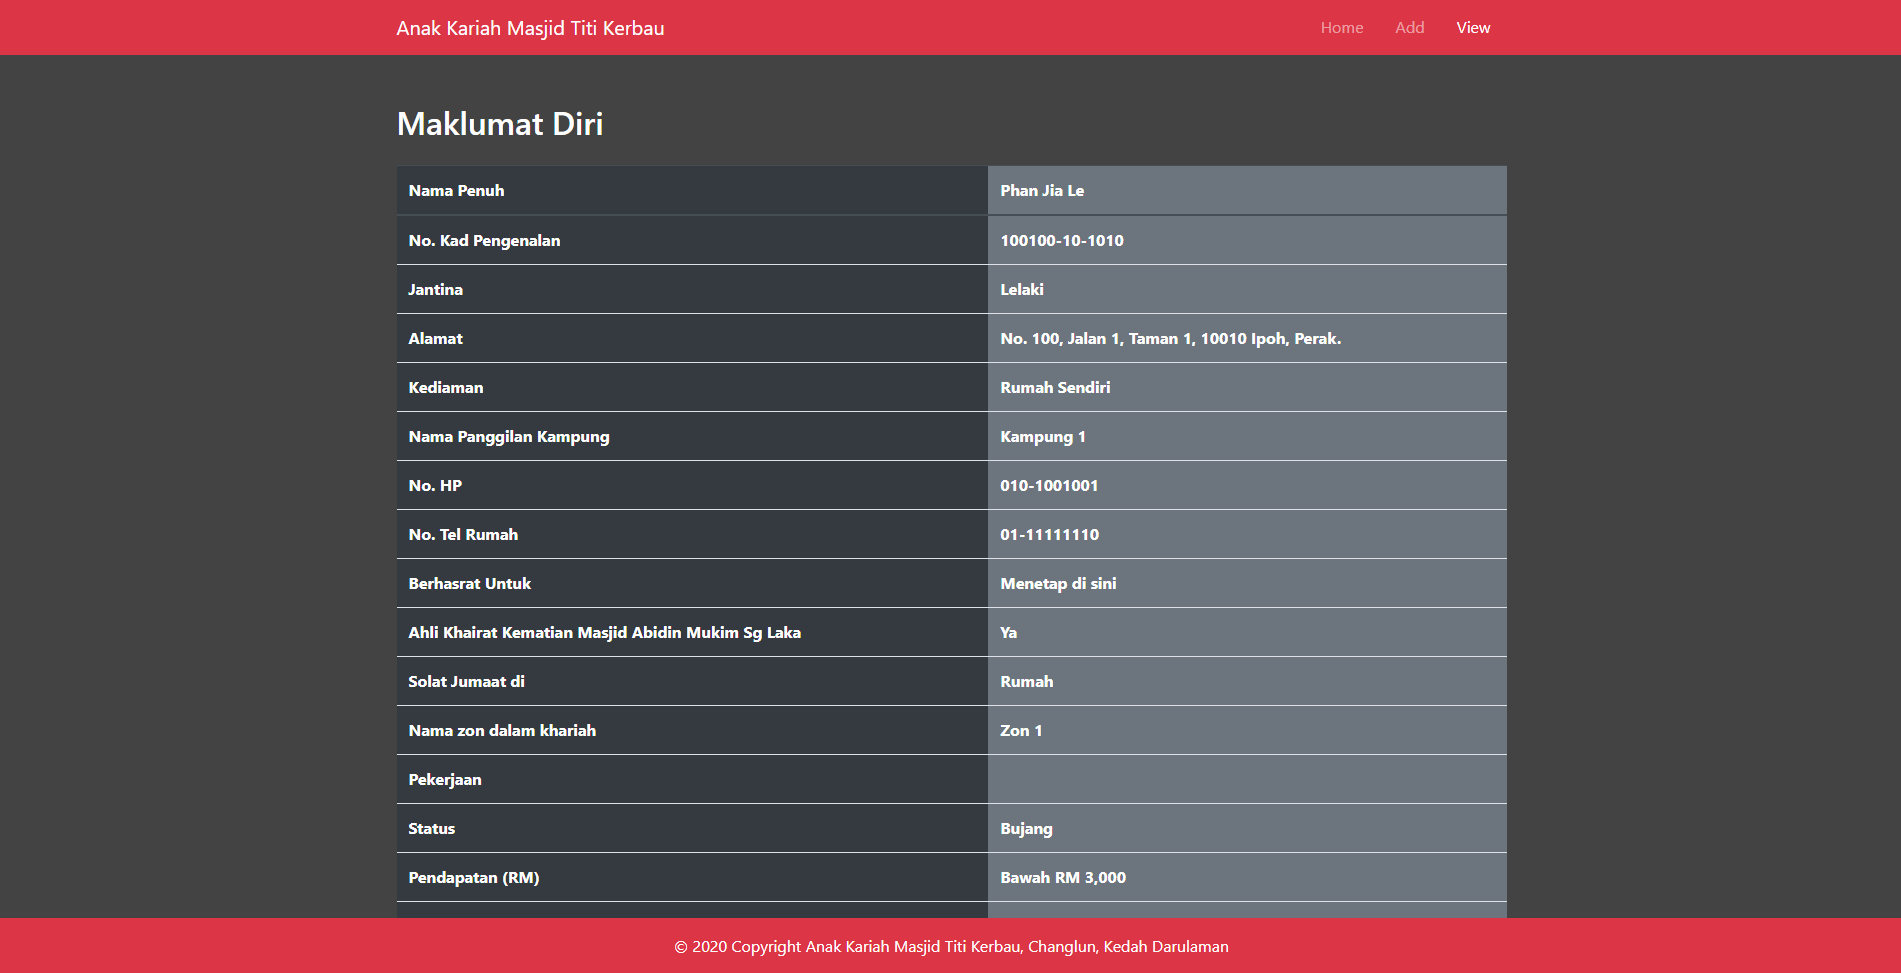 Anak Kariah Masjid Titi Kerbau Home Add View
Maklumat Diri
Nama Penuh Phan Jia Le
No. Kad Pengenalan 100100-10-1010
Jantina Lelaki
Alamat No. 100, Jalan 1, Taman 1, 10010 Ipoh, Perak.
Kediaman Rumah Sendiri
Nama Panggilan Kampung Kampung 1
No. HP 010-1001001
No. Tel Rumah 01-11111110
Berhasrat Untuk Menetap di sini
Ahli Khairat Kematian Masjid Abidin Mukim Sg Laka Ya
Solat Jumaat di Rumah
Nama zon dalam khariah Zon 1
Pekerjaan
Status Bujang
Pendapatan (RM) Bawah RM 3,000
© 2020 Copyright Anak Kariah Masjid Titi Kerbau, Changlun, Kedah Darulaman